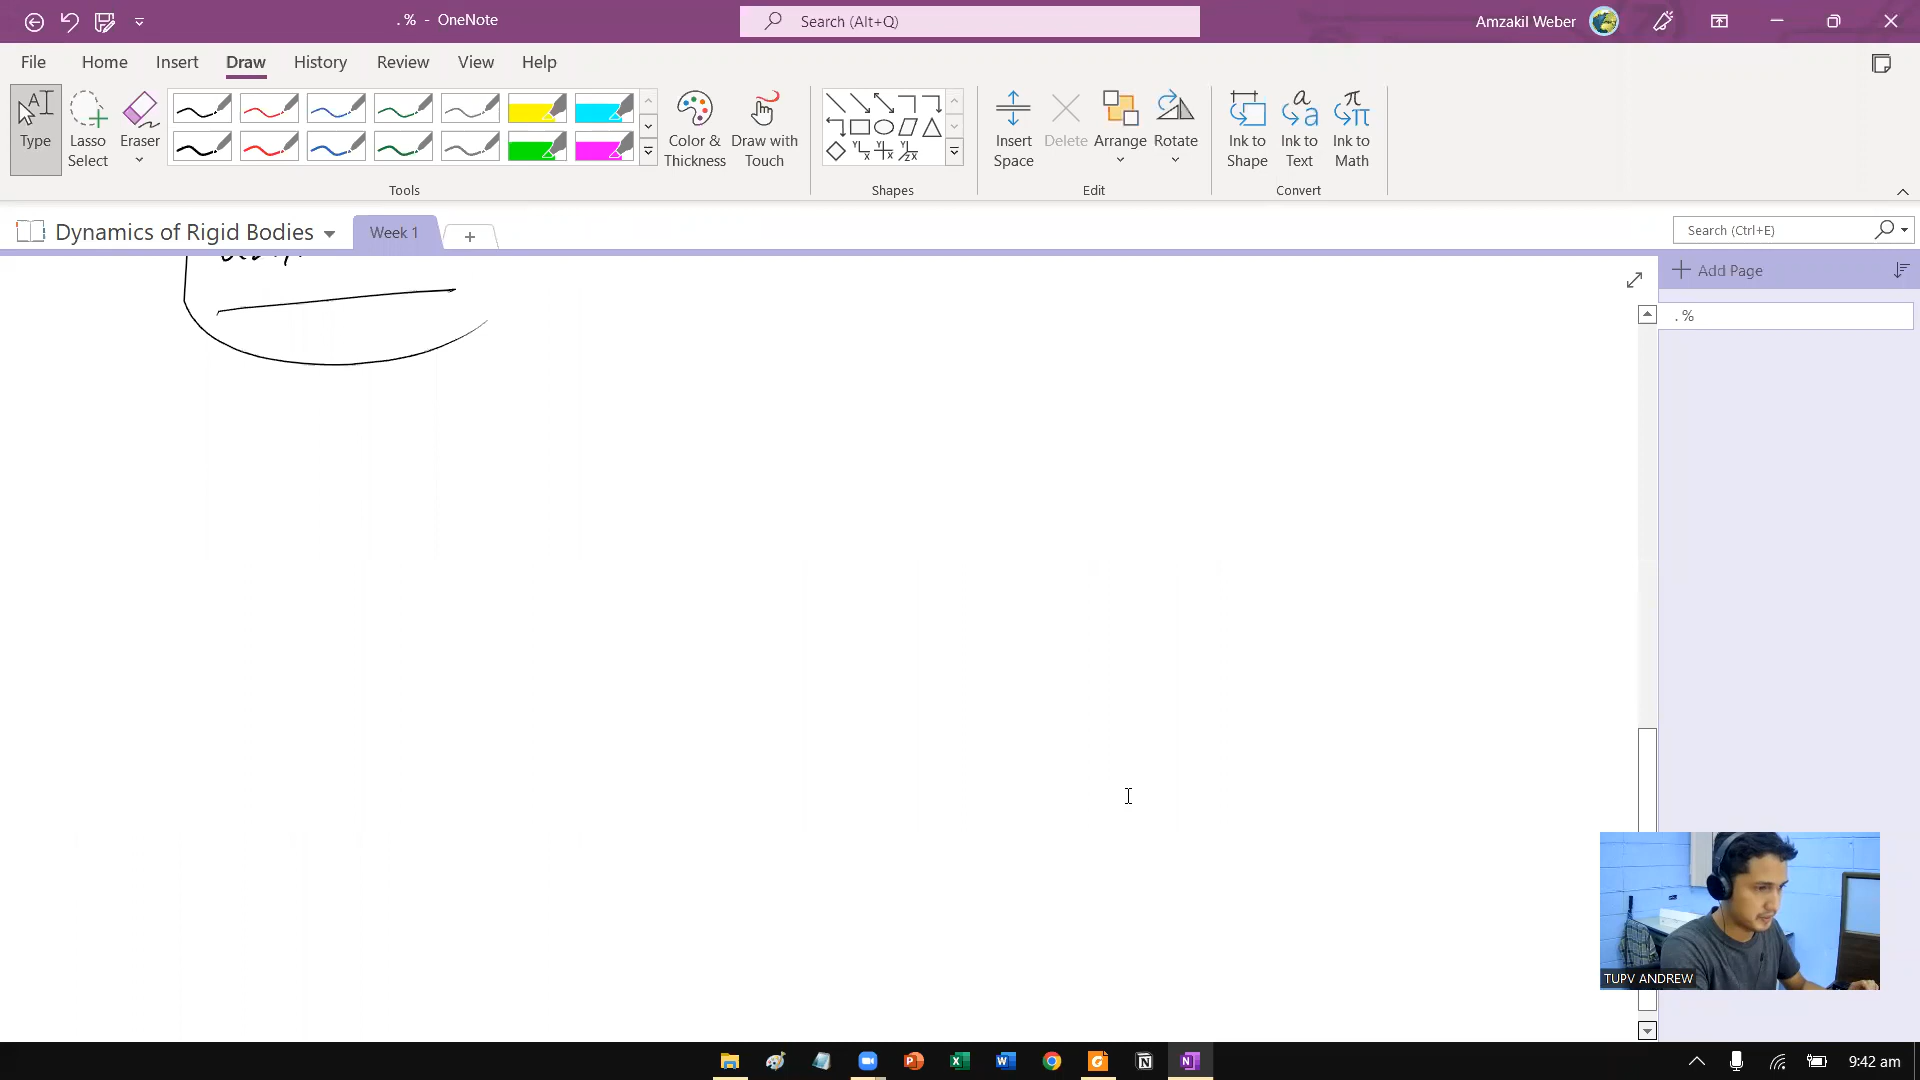 . % - OneNote
Search (Alt+Q)
Amzakil Weber
File Home Insert Draw History Review View Help
Type
Lasso Select
Eraser
Color & Thickness
Draw with Touch
Insert Space
Delete
Arrange
Rotate
Ink to Shape
Ink to Text
Ink to Math
Tools
Shapes
Edit
Convert
Dynamics of Rigid Bodies
Week 1
Search (Ctrl+E)
Add Page
. %
TUPV ANDREW
9:42 am